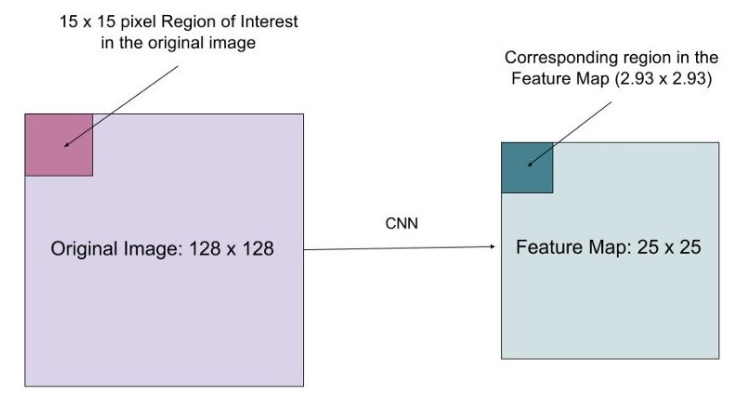 15 x 15 pixel Region of Interest
in the original image
Corresponding region in the
Feature Map (2.93 x 2.93)
CNN
Original Image: 128 x 128
Feature Map: 25 x 25